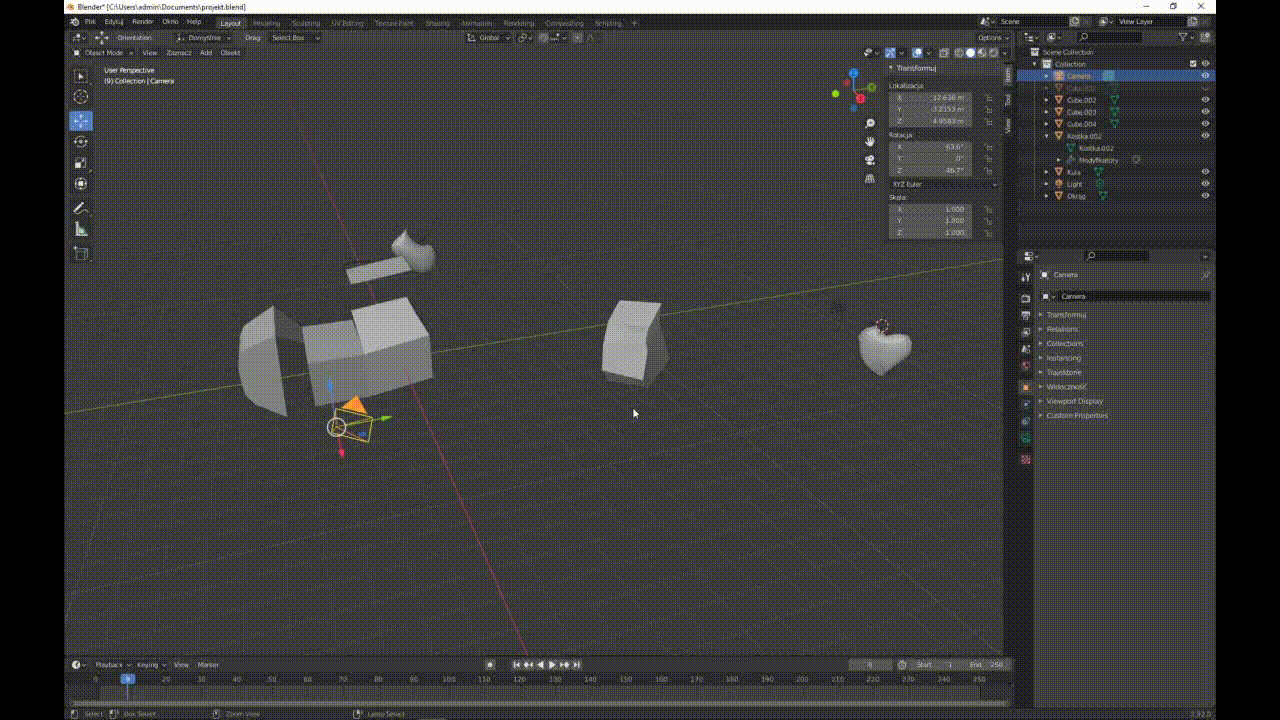 Blender* [C:\Users\admin\Documents\projekt.blend]
Plik Edytuj Render Okno Help Layout Modeling Sculpting UV Editing Texture Paint Shading Animation Rendering Compositing Scripting + Scene View Layer
Orientation: Domyślnie Drag: Select Box Global Options
Object Mode View Zaznacz Add Obiekt
User Perspective
(9) Collection | Camera
Transformuj
Lokalizacja:
X 12.636 m
Y -3.2153 m
Z 4.9583 m
Rotacja:
X 63.6°
Y 0°
Z 46.7°
XYZ Euler
Skala:
X 1.000
Y 1.000
Z 1.000
Item
Tool
View
Scene Collection
Collection
Camera
Cube.002
Cube.003
Cube.004
Kostka.002
Kostka.002
Modyfikatory
Kula
Light
Okrąg
Camera
Camera
Transformuj
Relations
Collections
Instancing
Trajektorie
Widoczność
Viewport Display
Custom Properties
Playback Keying View Marker 9 Start 1 End 250
0 9 20 30 40 50 60 70 80 90 100 110 120 130 140 150 160 170 180 190 200 210 220 230 240 250
Select Box Select Zoom View Lasso Select 2.92.0